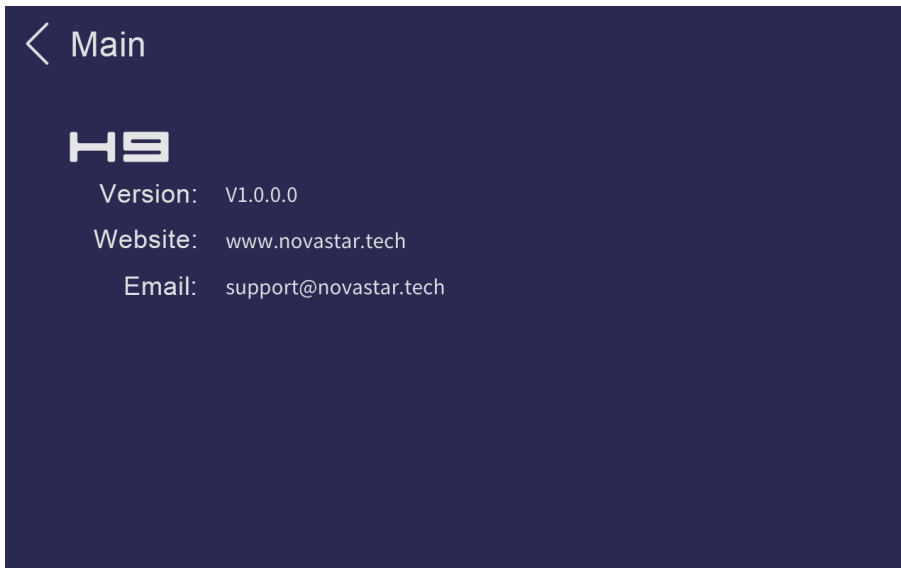 Main
H9
Version: V1.0.0.0
Website: www.novastar.tech
Email: support@novastar.tech